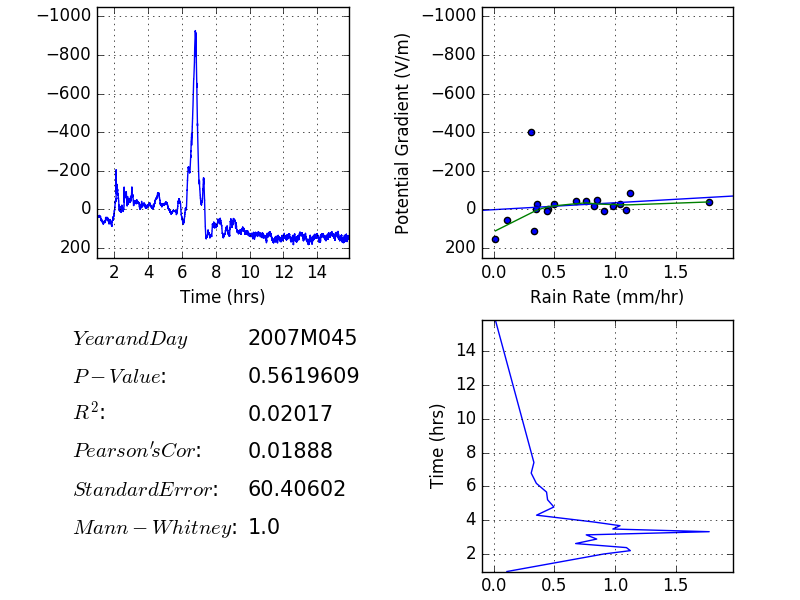 −1000
−800
−600
−400
−200
0
200
2 4 6 8 10 12 14
Time (hrs)
Potential Gradient (V/m)
−1000
−800
−600
−400
−200
0
200
0.0 0.5 1.0 1.5
Rain Rate (mm/hr)
YearandDay 2007M045
P−Value: 0.5619609
R²: 0.02017
Pearson'sCor: 0.01888
StandardError: 60.40602
Mann−Whitney: 1.0
Time (hrs)
14
12
10
8
6
4
2
0.0 0.5 1.0 1.5